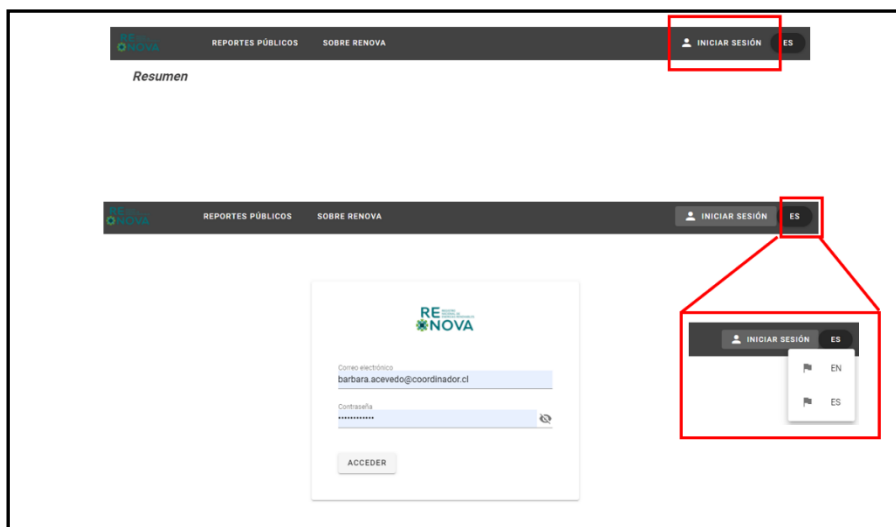 RE
NOVA
REPORTES PÚBLICOS
SOBRE RENOVA
INICIAR SESIÓN
ES
Resumen
RE
NOVA
REPORTES PÚBLICOS
SOBRE RENOVA
INICIAR SESIÓN
ES
RE
NOVA
Correo electrónico
barbara.acevedo@coordinador.cl
Contraseña
••••••••••••
ACCEDER
INICIAR SESIÓN
ES
EN
ES